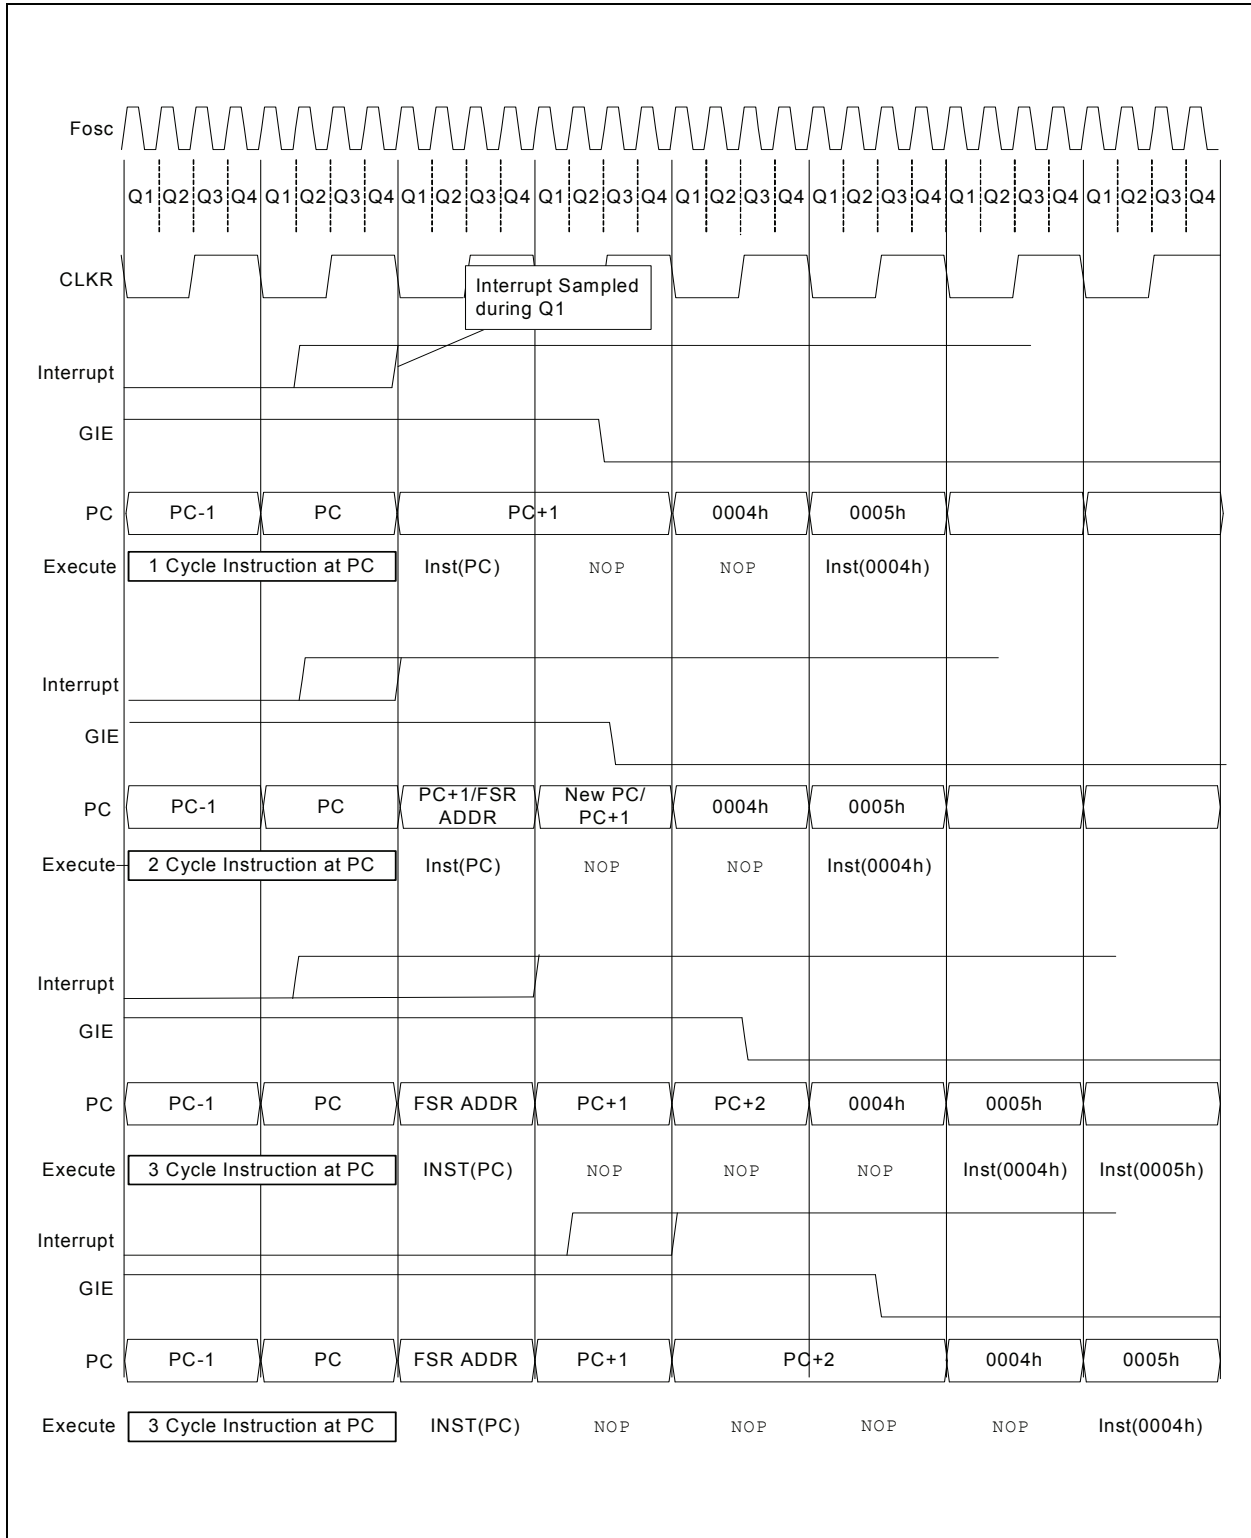 Fosc
Q1 Q2 Q3 Q4 Q1 Q2 Q3 Q4 Q1 Q2 Q3 Q4 Q1 Q2 Q3 Q4 Q1 Q2 Q3 Q4 Q1 Q2 Q3 Q4 Q1 Q2 Q3 Q4 Q1 Q2 Q3 Q4
CLKR
Interrupt Sampled
during Q1
Interrupt
GIE
PC PC-1 PC PC+1 0004h 0005h
Execute 1 Cycle Instruction at PC Inst(PC) NOP NOP Inst(0004h)
Interrupt
GIE
PC PC-1 PC PC+1/FSR ADDR New PC/ PC+1 0004h 0005h
Execute 2 Cycle Instruction at PC Inst(PC) NOP NOP Inst(0004h)
Interrupt
GIE
PC PC-1 PC FSR ADDR PC+1 PC+2 0004h 0005h
Execute 3 Cycle Instruction at PC INST(PC) NOP NOP NOP Inst(0004h) Inst(0005h)
Interrupt
GIE
PC PC-1 PC FSR ADDR PC+1 PC+2 0004h 0005h
Execute 3 Cycle Instruction at PC INST(PC) NOP NOP NOP NOP Inst(0004h)